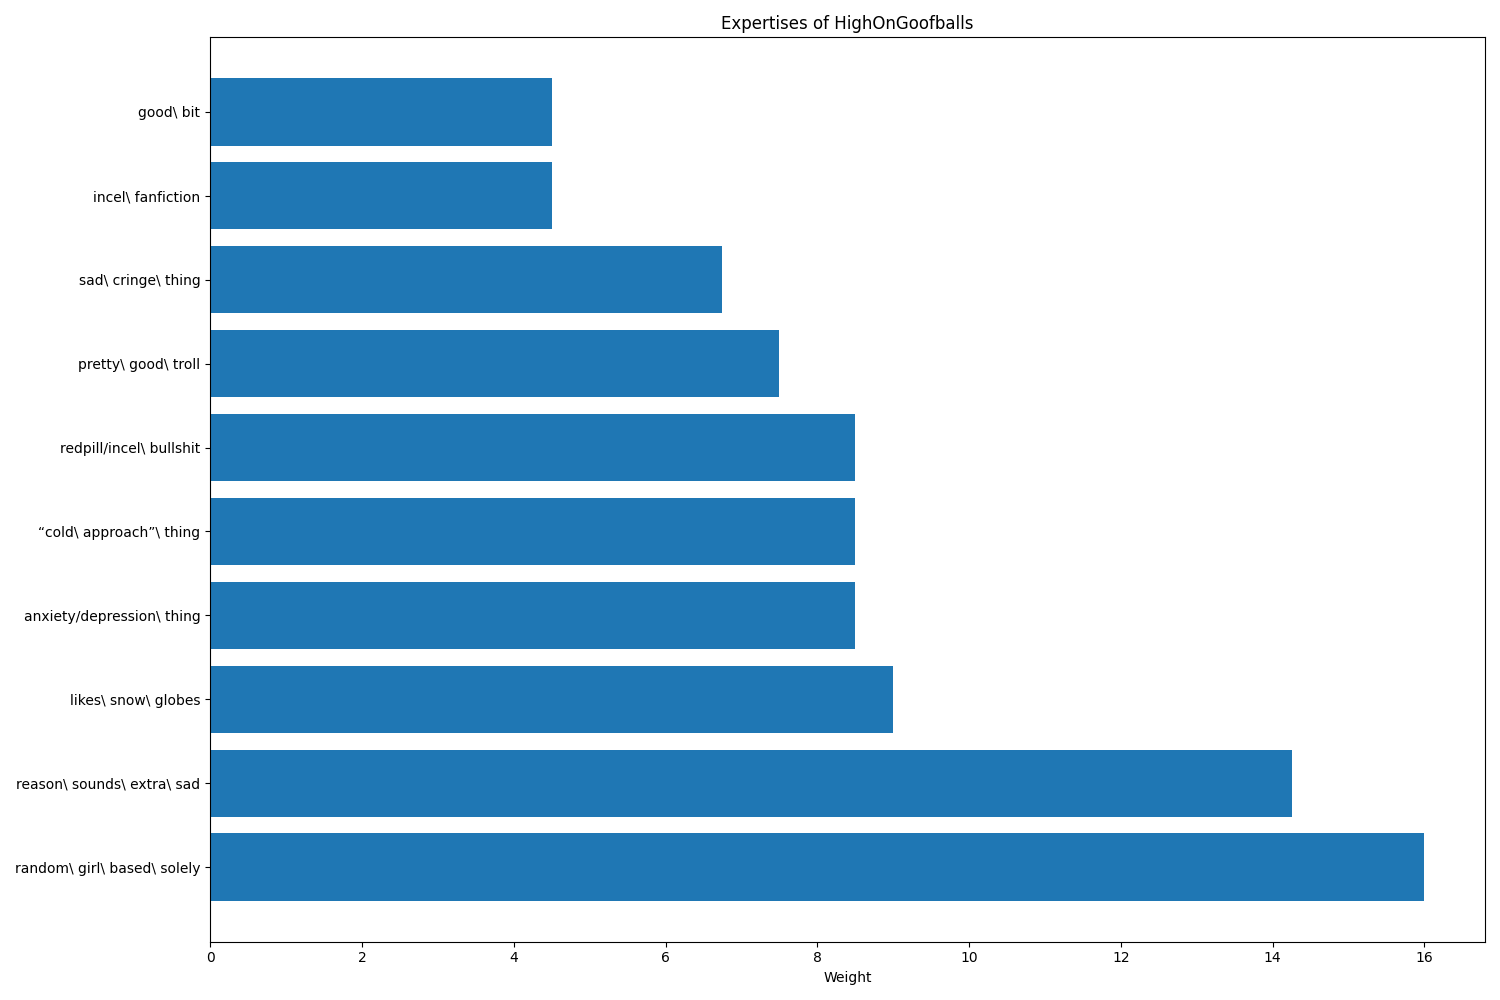 Expertises of HighOnGoofballs
good\ bit
incel\ fanfiction
sad\ cringe\ thing
pretty\ good\ troll
redpill/incel\ bullshit
“cold\ approach”\ thing
anxiety/depression\ thing
likes\ snow\ globes
reason\ sounds\ extra\ sad
random\ girl\ based\ solely
0 2 4 6 8 10 12 14 16
Weight